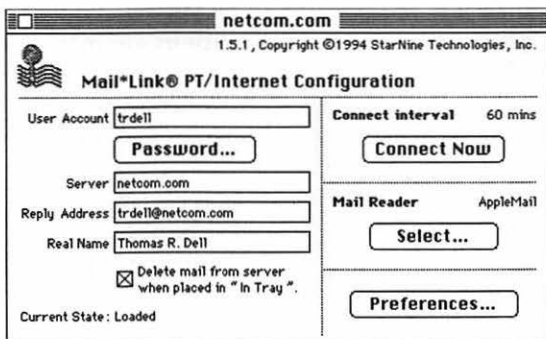 netcom.com
1.5.1, Copyright ©1994 StarNine Technologies, Inc.
Mail*Link® PT/Internet Configuration
User Account trdell
Password...
Server netcom.com
Reply Address trdell@netcom.com
Real Name Thomas R. Dell
Delete mail from server
when placed in "In Tray".
Current State: Loaded
Connect interval 60 mins
Connect Now
Mail Reader AppleMail
Select...
Preferences...